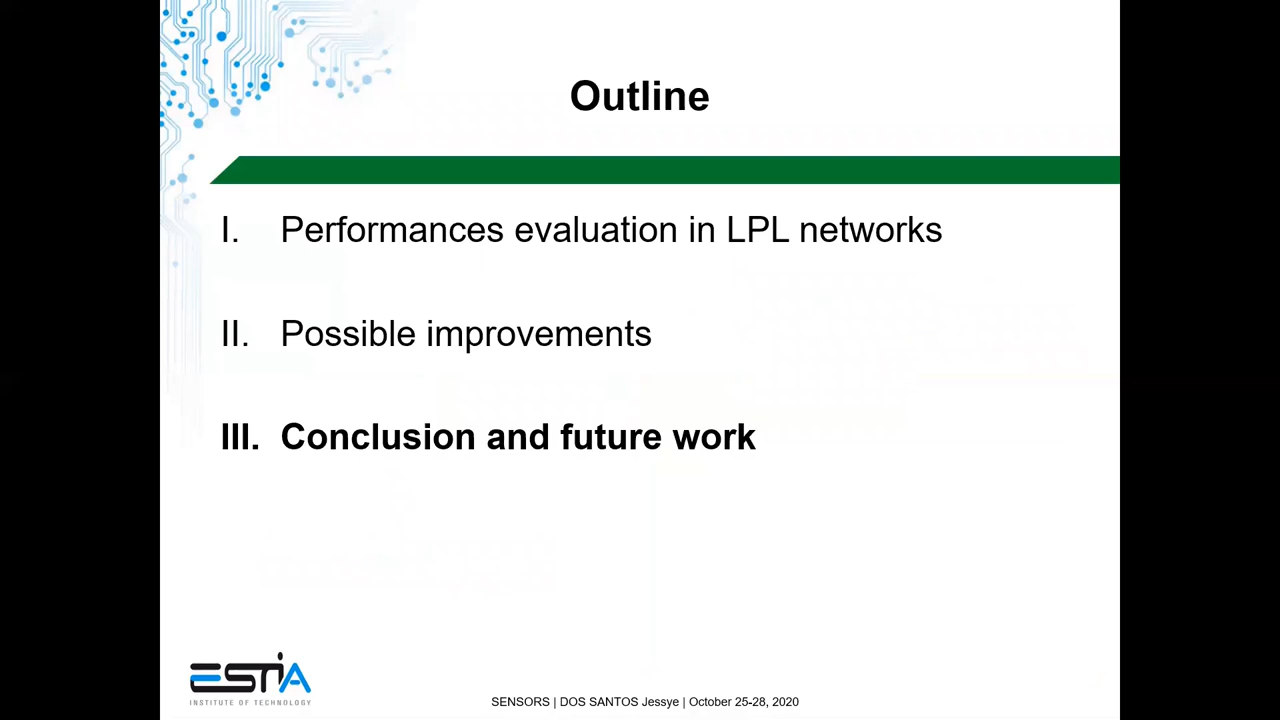 Outline
I. Performances evaluation in LPL networks
II. Possible improvements
III. Conclusion and future work
ESTIA
INSTITUTE OF TECHNOLOGY
SENSORS | DOS SANTOS Jessye | October 25-28, 2020